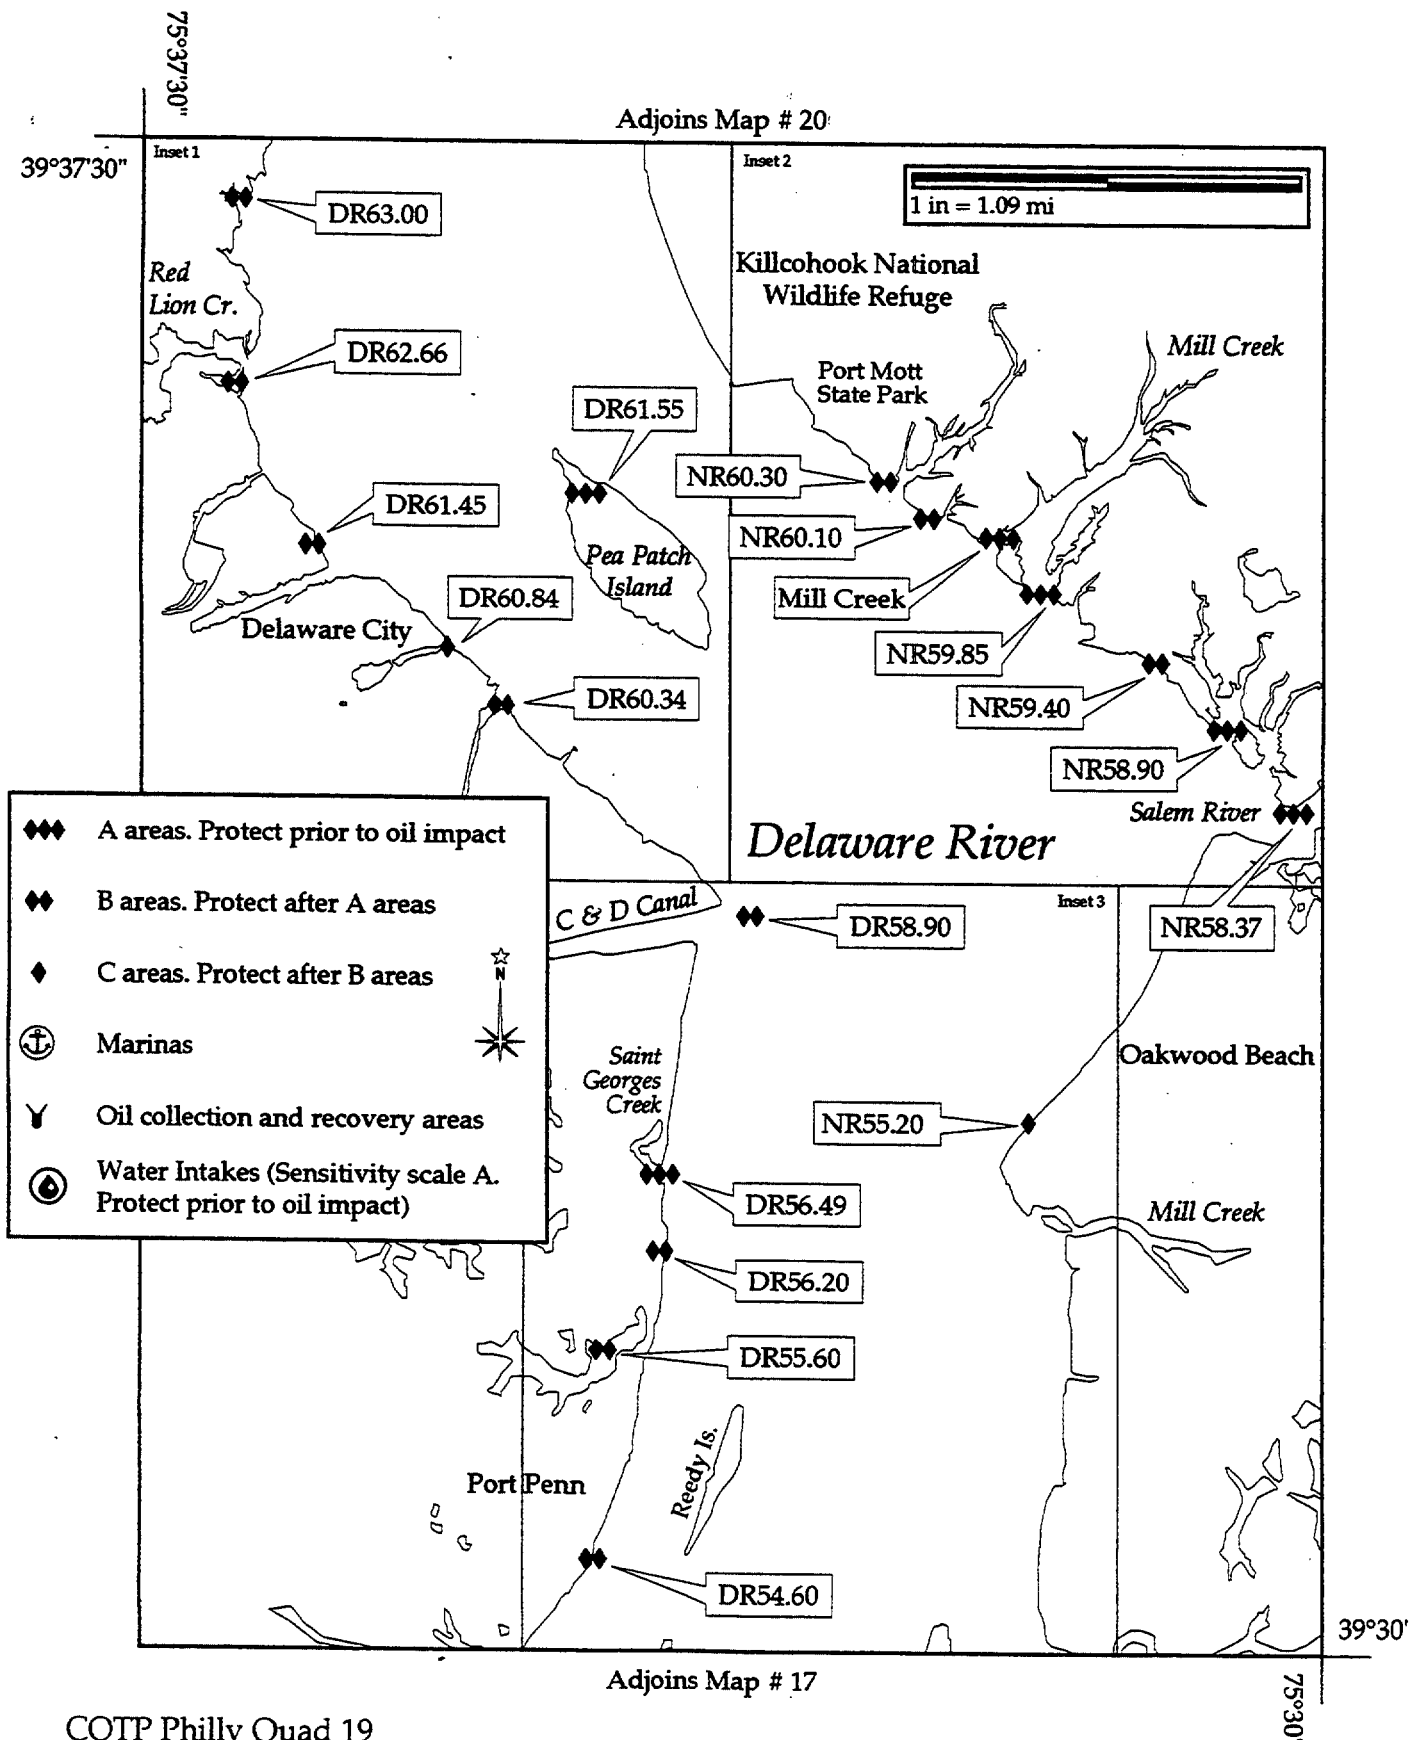 75°37'30"
Adjoins Map # 20
39°37'30"
Inset 1
Inset 2
1 in = 1.09 mi
DR63.00
Killcohook National
Wildlife Refuge
Red
Lion Cr.
DR62.66
Mill Creek
Port Mott
State Park
DR61.55
NR60.30
DR61.45
NR60.10
Pea Patch
Island
Mill Creek
DR60.84
Delaware City
NR59.85
DR60.34
NR59.40
NR58.90
Salem River
Delaware River
A areas. Protect prior to oil impact
B areas. Protect after A areas
C areas. Protect after B areas
N
Marinas
Oil collection and recovery areas
Water Intakes (Sensitivity scale A.
Protect prior to oil impact)
C & D Canal
Inset 3
DR58.90
NR58.37
Saint
Georges
Creek
Oakwood Beach
NR55.20
DR56.49
Mill Creek
DR56.20
DR55.60
Reedy Is.
Port Penn
DR54.60
39°30'
Adjoins Map # 17
75°30'
COTP Philly Quad 19